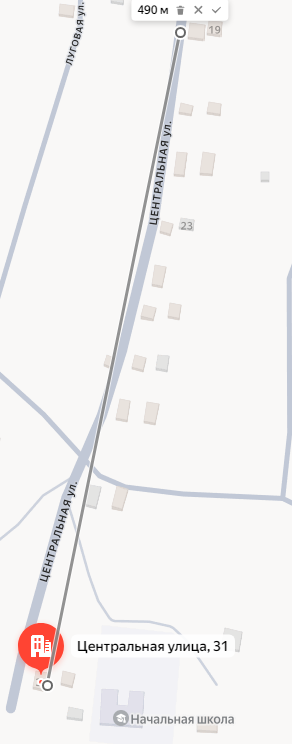 490 м
19
ЛУГОВАЯ ул.
ЦЕНТРАЛЬНАЯ ул.
23
ЦЕНТРАЛЬНАЯ ул.
Центральная улица, 31
Начальная школа